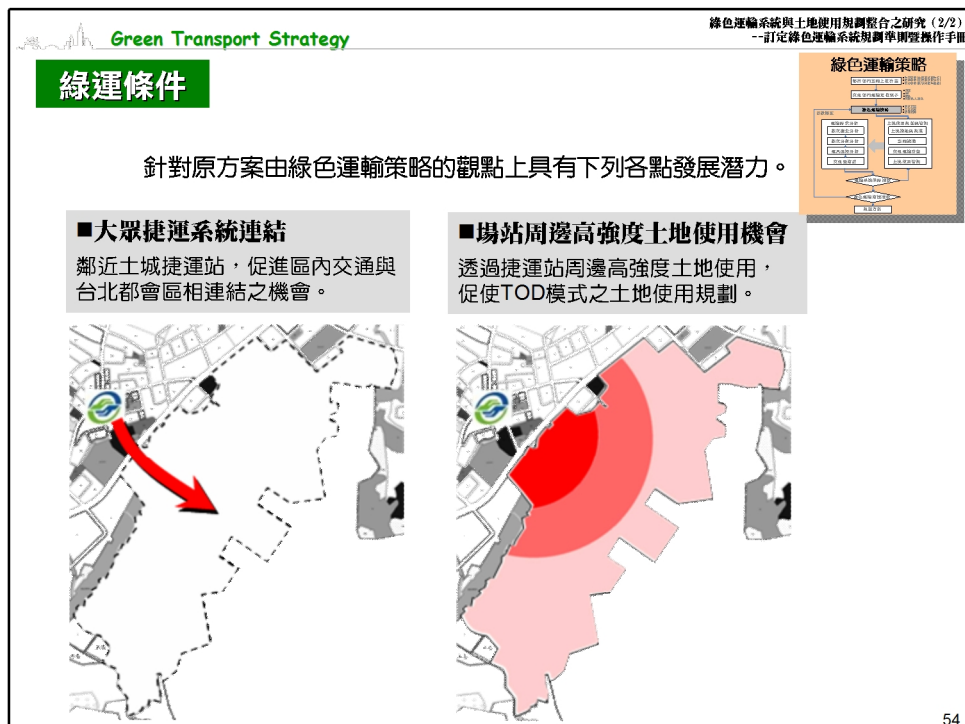 Green Transport Strategy
綠色運輸系統與土地使用規劃整合之研究（2/2）
--訂定綠色運輸系統規劃準則暨操作手冊
綠運條件
綠色運輸策略
針對原方案由綠色運輸策略的觀點上具有下列各點發展潛力。
■大眾捷運系統連結
鄰近土城捷運站，促進區內交通與
台北都會區相連結之機會。
■場站周邊高強度土地使用機會
透過捷運站周邊高強度土地使用，
促使TOD模式之土地使用規劃。
54